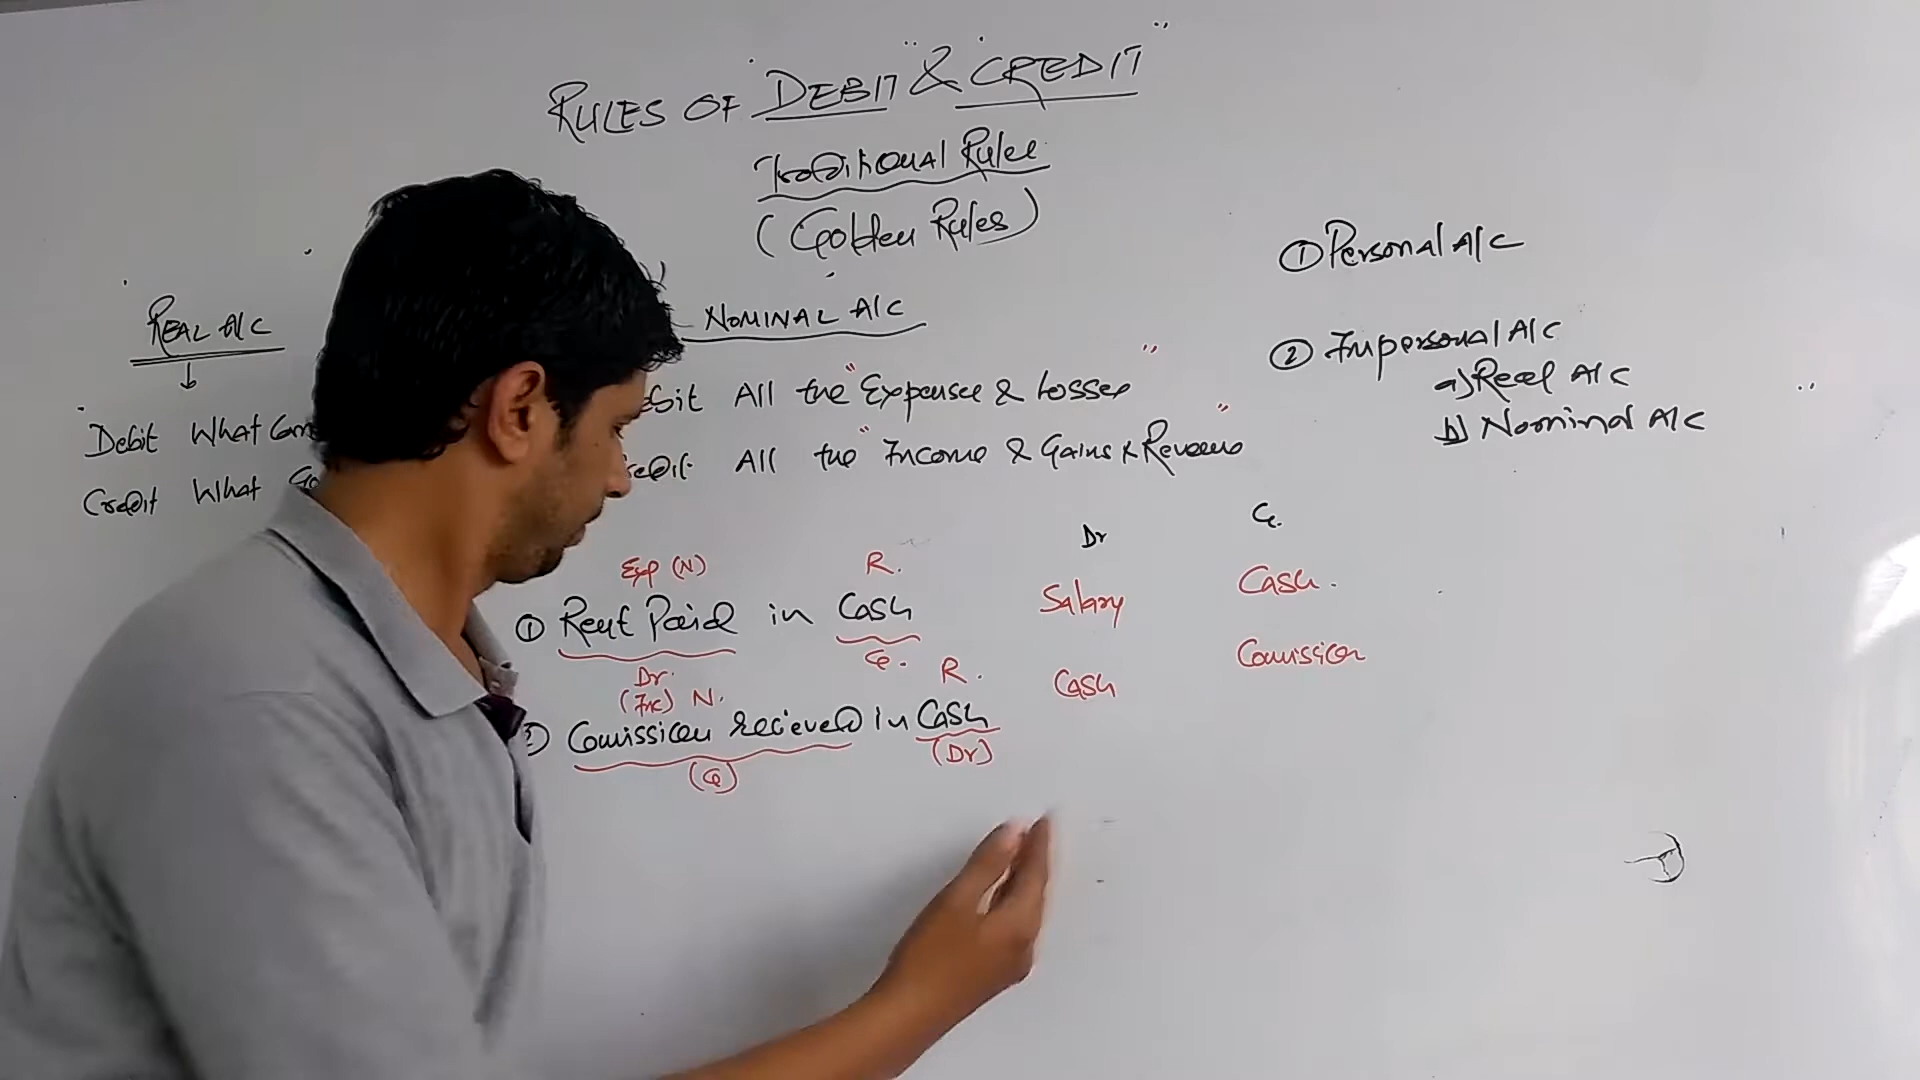 RULES OF "DEBIT" & "CREDIT"
Traditional Rules
(Golden Rules)
REAL A/C
NOMINAL A/C
Debit What
Credit What
All the "Expenses & Losses"
All the "Income & Gains & Revenue"
① Personal A/C
② Impersonal A/C
a) Real A/C
b) Nominal A/C
Dr Cr.
Exp (N) R.
① Rent Paid in Cash
Dr. Cr.
Salary Cash.
(Inc) N. R.
Comission recieved in Cash
(Cr) (Dr)
Cash Comission